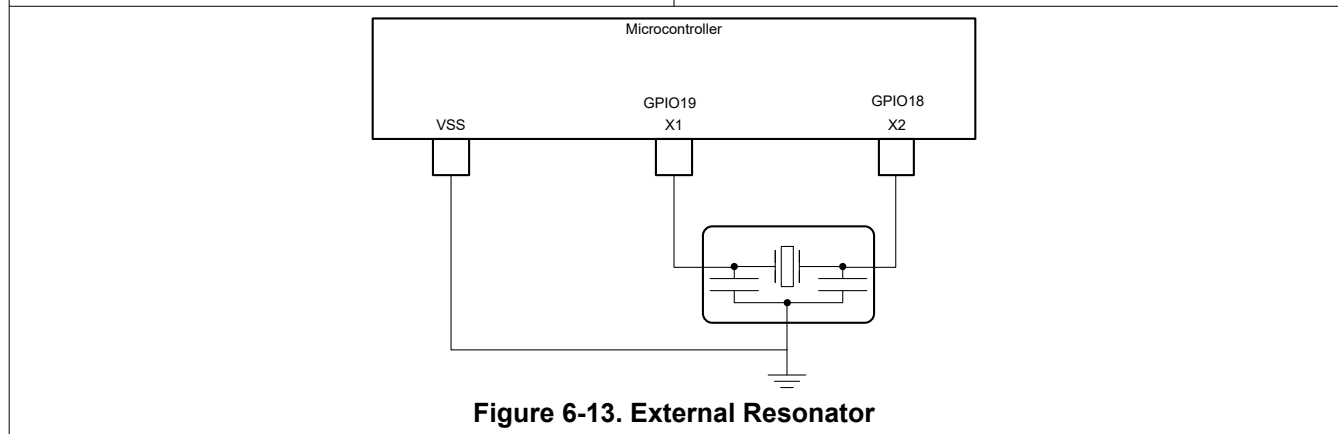 Microcontroller
GPIO19
GPIO18
VSS
X1
X2
Figure 6-13. External Resonator